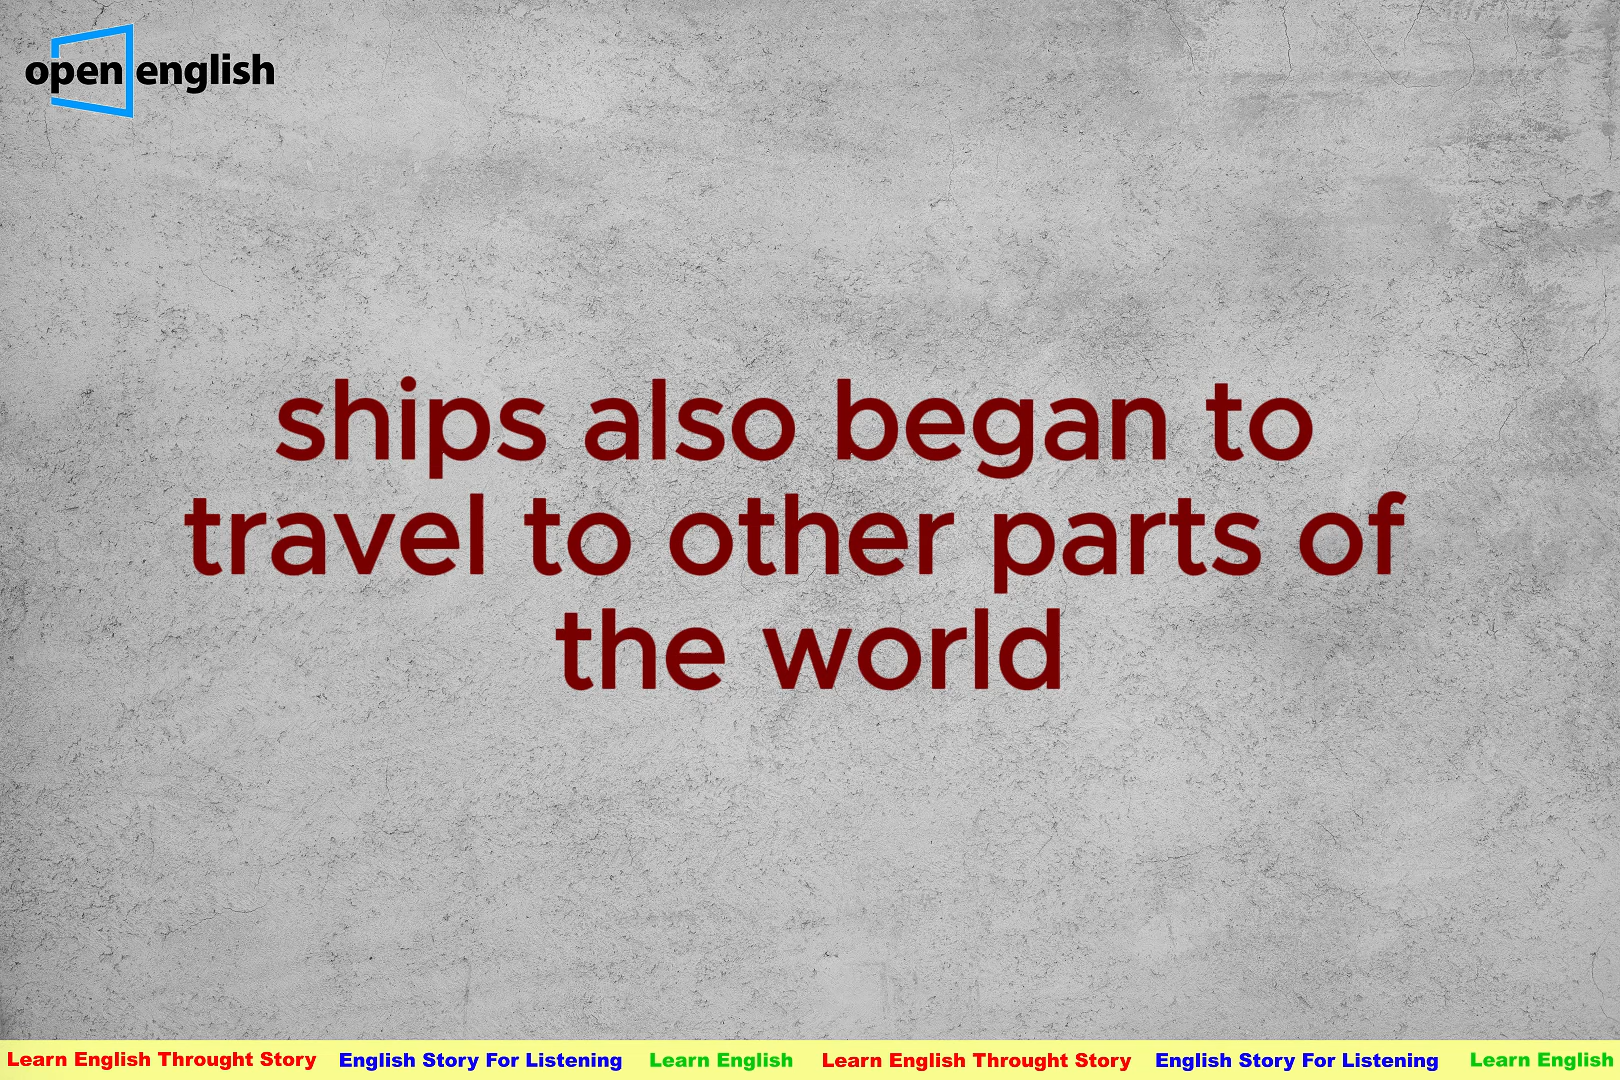 open english
ships also began to
travel to other parts of
the world
Learn English Throught Story English Story For Listening Learn English Learn English Throught Story English Story For Listening Learn English